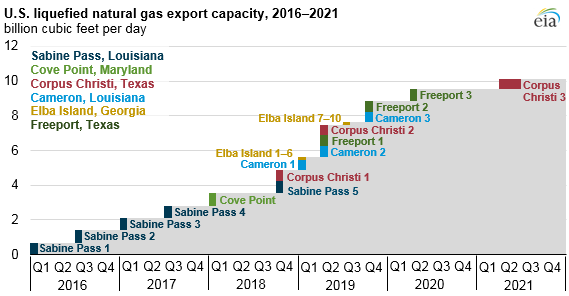 U.S. liquefied natural gas export capacity, 2016–2021
billion cubic feet per day
eia
12
10
8
6
4
2
0
Sabine Pass, Louisiana
Cove Point, Maryland
Corpus Christi, Texas
Cameron, Louisiana
Elba Island, Georgia
Freeport, Texas
Sabine Pass 1
Sabine Pass 2
Sabine Pass 3
Sabine Pass 4
Cove Point
Corpus Christi 1
Sabine Pass 5
Elba Island 1–6
Cameron 1
Corpus Christi 2
Freeport 1
Cameron 2
Elba Island 7–10
Freeport 2
Cameron 3
Freeport 3
Corpus
Christi 3
Q1 Q2 Q3 Q4 Q1 Q2 Q3 Q4 Q1 Q2 Q3 Q4 Q1 Q2 Q3 Q4 Q1 Q2 Q3 Q4 Q1 Q2 Q3 Q4
2016 2017 2018 2019 2020 2021